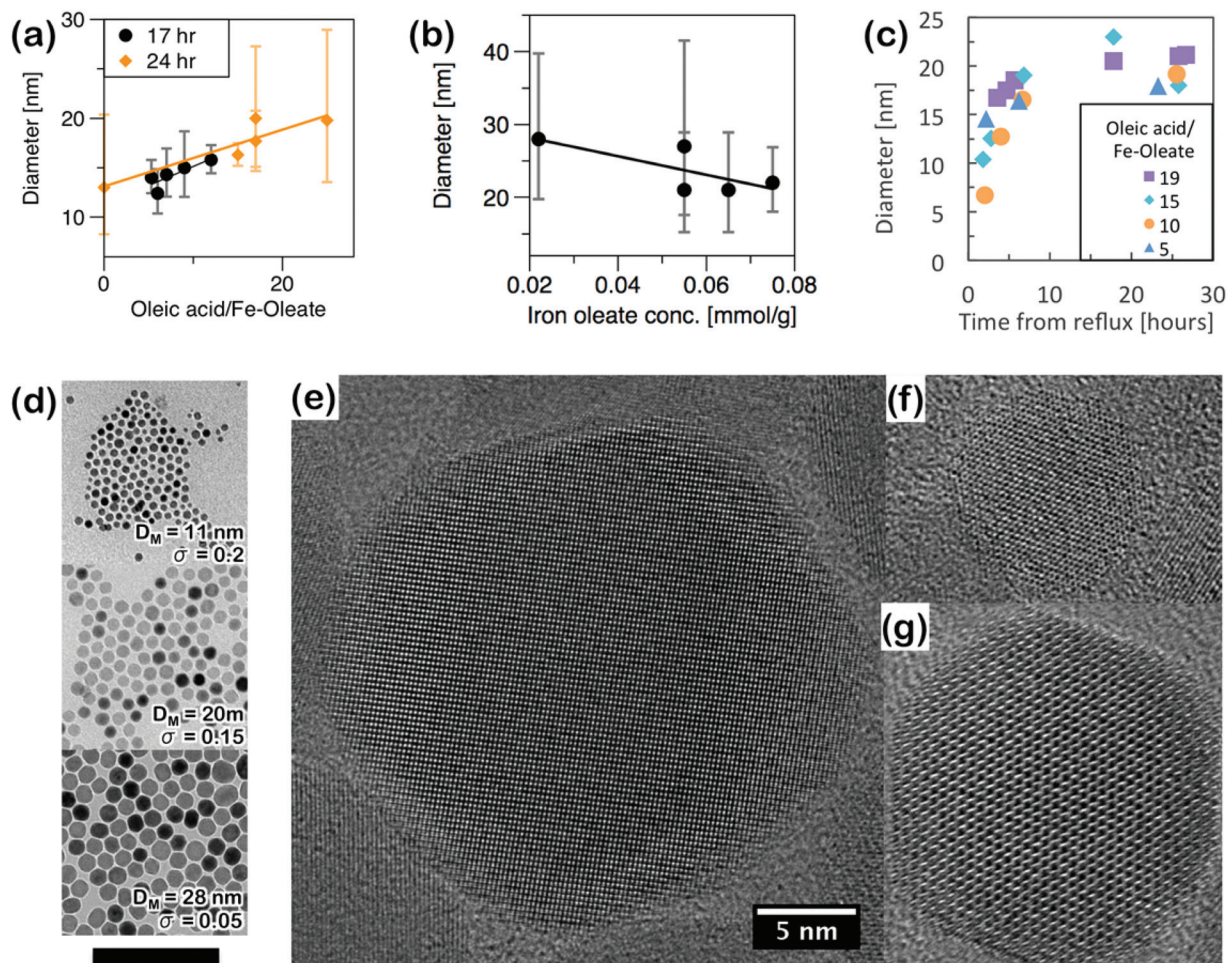 (a)
17 hr
24 hr
Diameter [nm]
30
20
10
0
20
Oleic acid/Fe-Oleate
(b)
Diameter [nm]
40
30
20
0.02
0.04
0.06
0.08
Iron oleate conc. [mmol/g]
(c)
Diameter [nm]
25
20
15
10
5
0
0
10
20
30
Time from reflux [hours]
Oleic acid/
Fe-Oleate
19
15
10
5
(d)
D_M = 11 nm
σ = 0.2
D_M = 20m
σ = 0.15
D_M = 28 nm
σ = 0.05
(e)
5 nm
(f)
(g)